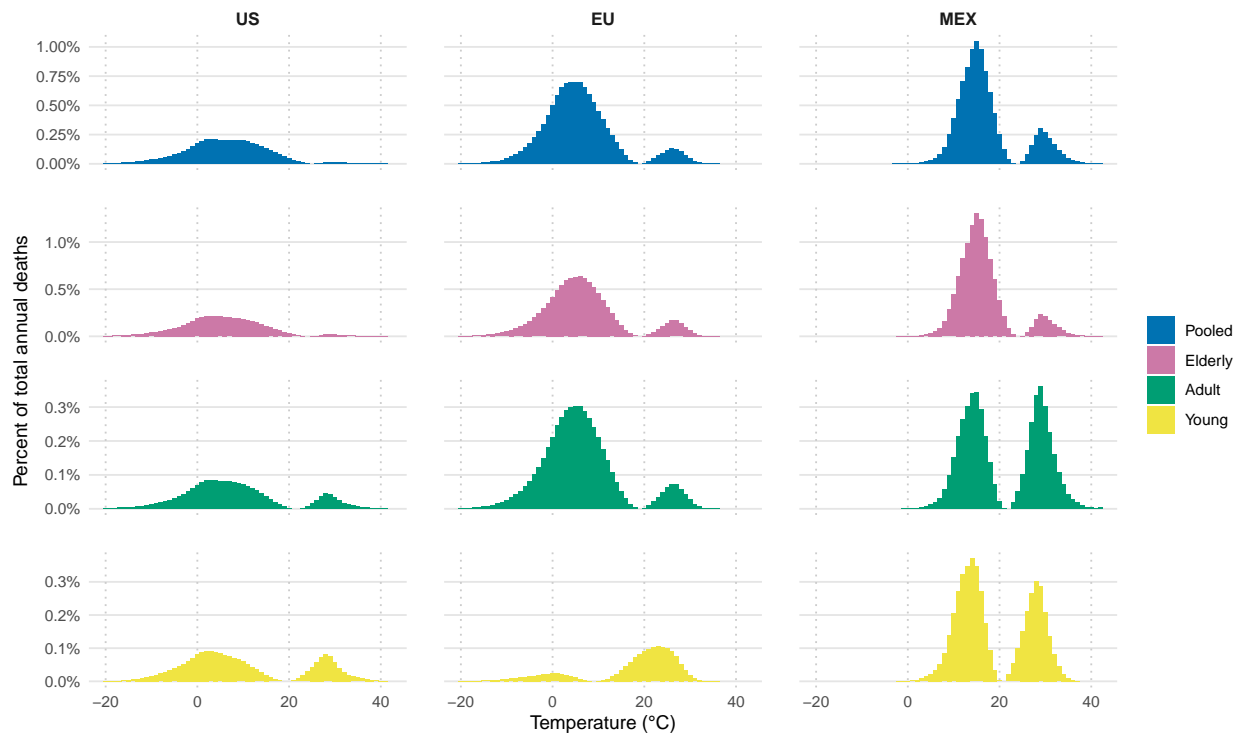 US EU MEX
1.00%
0.75%
0.50%
0.25%
0.00%
1.0%
0.5%
0.0%
0.3%
0.2%
0.1%
0.0%
0.3%
0.2%
0.1%
0.0%
−20 0 20 40 −20 0 20 40 −20 0 20 40
Temperature (°C)
Percent of total annual deaths
Pooled
Elderly
Adult
Young